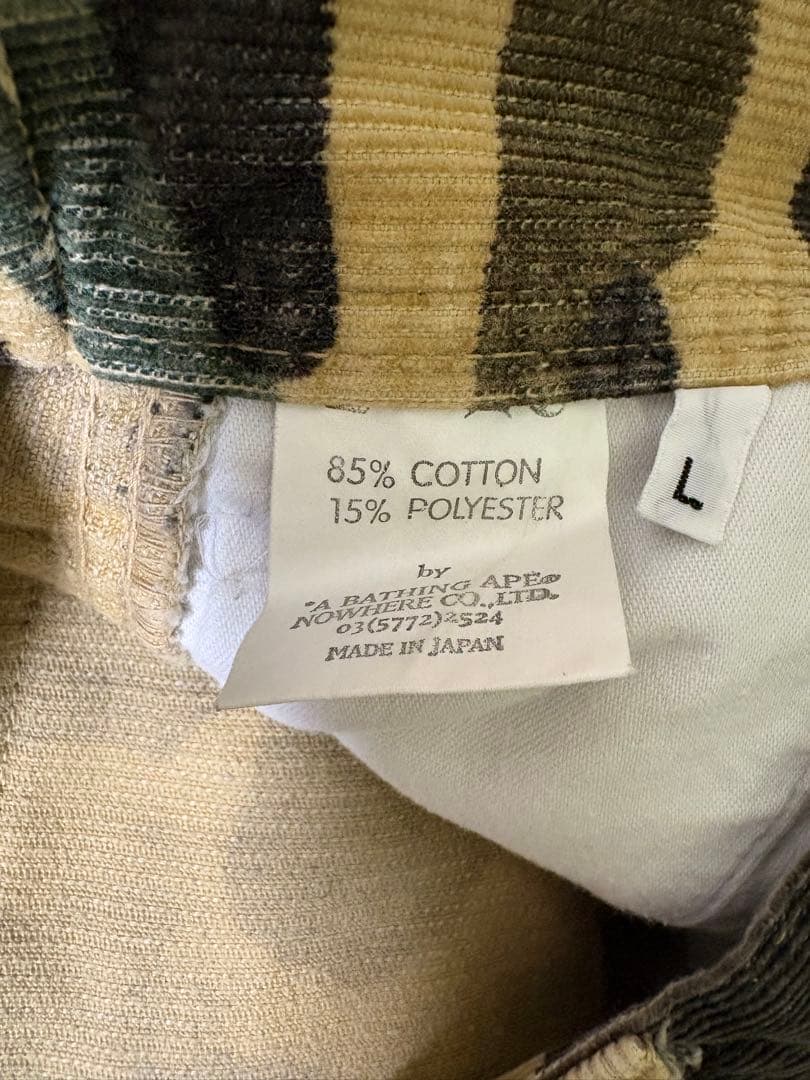 85% COTTON
15% POLYESTER
L
by
"A BATHING APE®
NOWHERE CO.,LTD.
03(5772)2524
MADE IN JAPAN